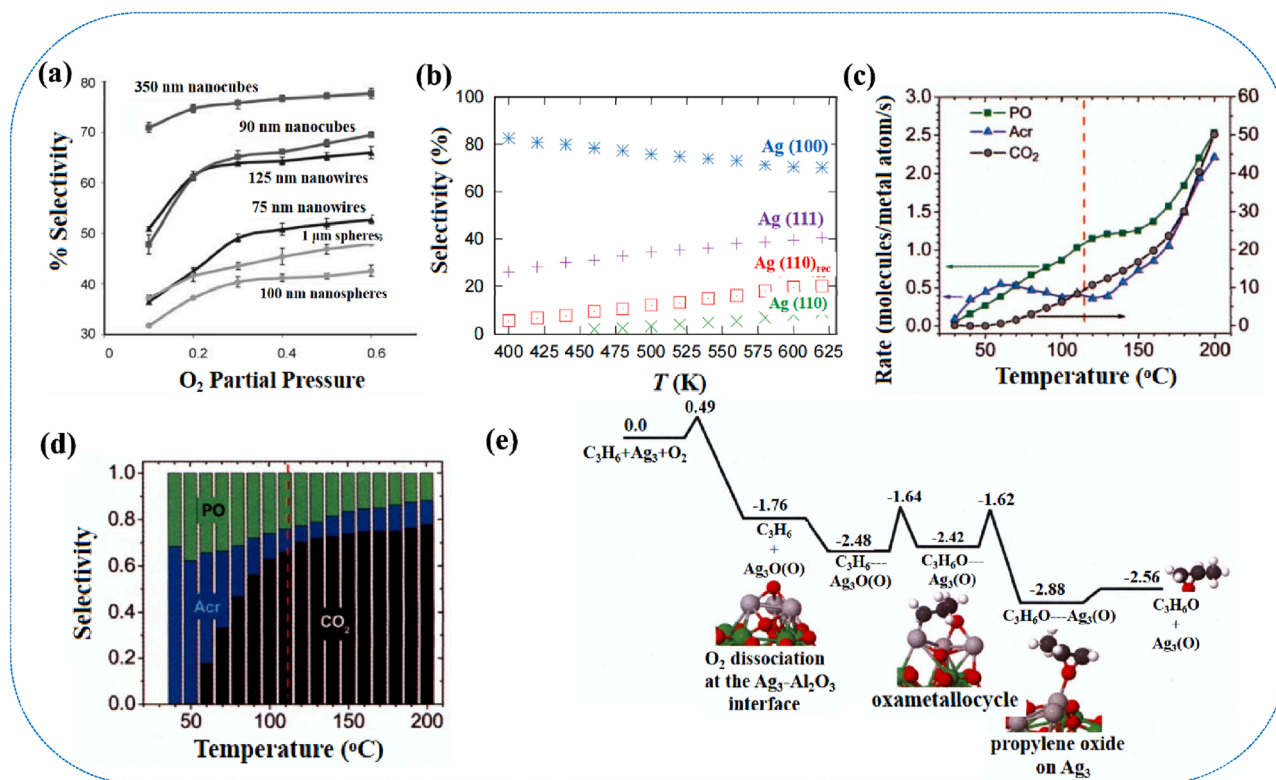 (a)
% Selectivity
80
70
60
50
40
30
350 nm nanocubes
90 nm nanocubes
125 nm nanowires
75 nm nanowires
1 µm spheres
100 nm nanospheres
0
0.2
0.4
0.6
O2 Partial Pressure
(b)
Selectivity (%)
100
80
60
40
20
0
Ag (100)
Ag (111)
Ag (110)rec
Ag (110)
400 425 450 475 500 525 550 575 600 625
T (K)
(c)
Rate (molecules/metal atom/s)
3.0
2.5
2.0
1.5
1.0
0.5
0.0
PO
Acr
CO2
60
50
40
30
20
10
0
50 100 150 200
Temperature (oC)
(d)
Selectivity
1.0
0.8
0.6
0.4
0.2
0.0
PO
Acr
CO2
50 100 150 200
Temperature (oC)
(e)
0.0
C3H6+Ag3+O2
0.49
-1.76
C3H6
+
Ag3O(O)
O2 dissociation
at the Ag3-Al2O3
interface
-2.48
C3H6---
Ag3O(O)
-1.64
-2.42
C3H6O---
Ag3(O)
oxametallocycle
-1.62
-2.88
C3H6O---Ag3(O)
propylene oxide
on Ag3
-2.56
C3H6O
+
Ag3(O)